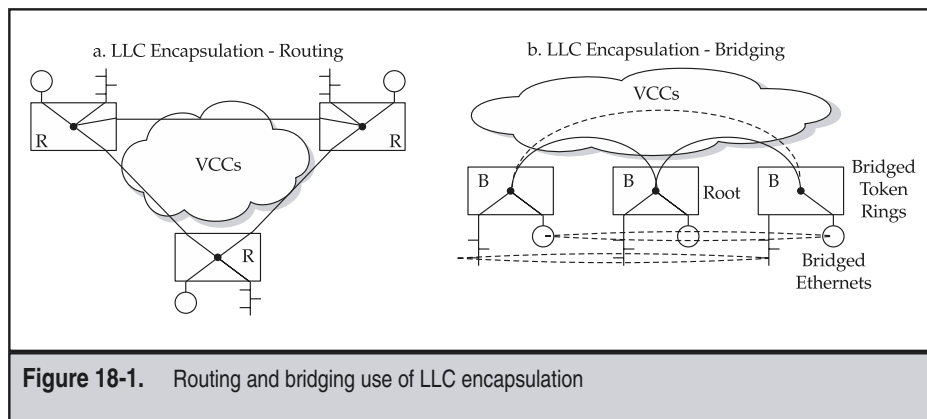 a. LLC Encapsulation - Routing
R
R
VCCs
R
b. LLC Encapsulation - Bridging
VCCs
B
B
B
Root
Bridged
Token
Rings
Bridged
Ethernets
Figure 18-1. Routing and bridging use of LLC encapsulation